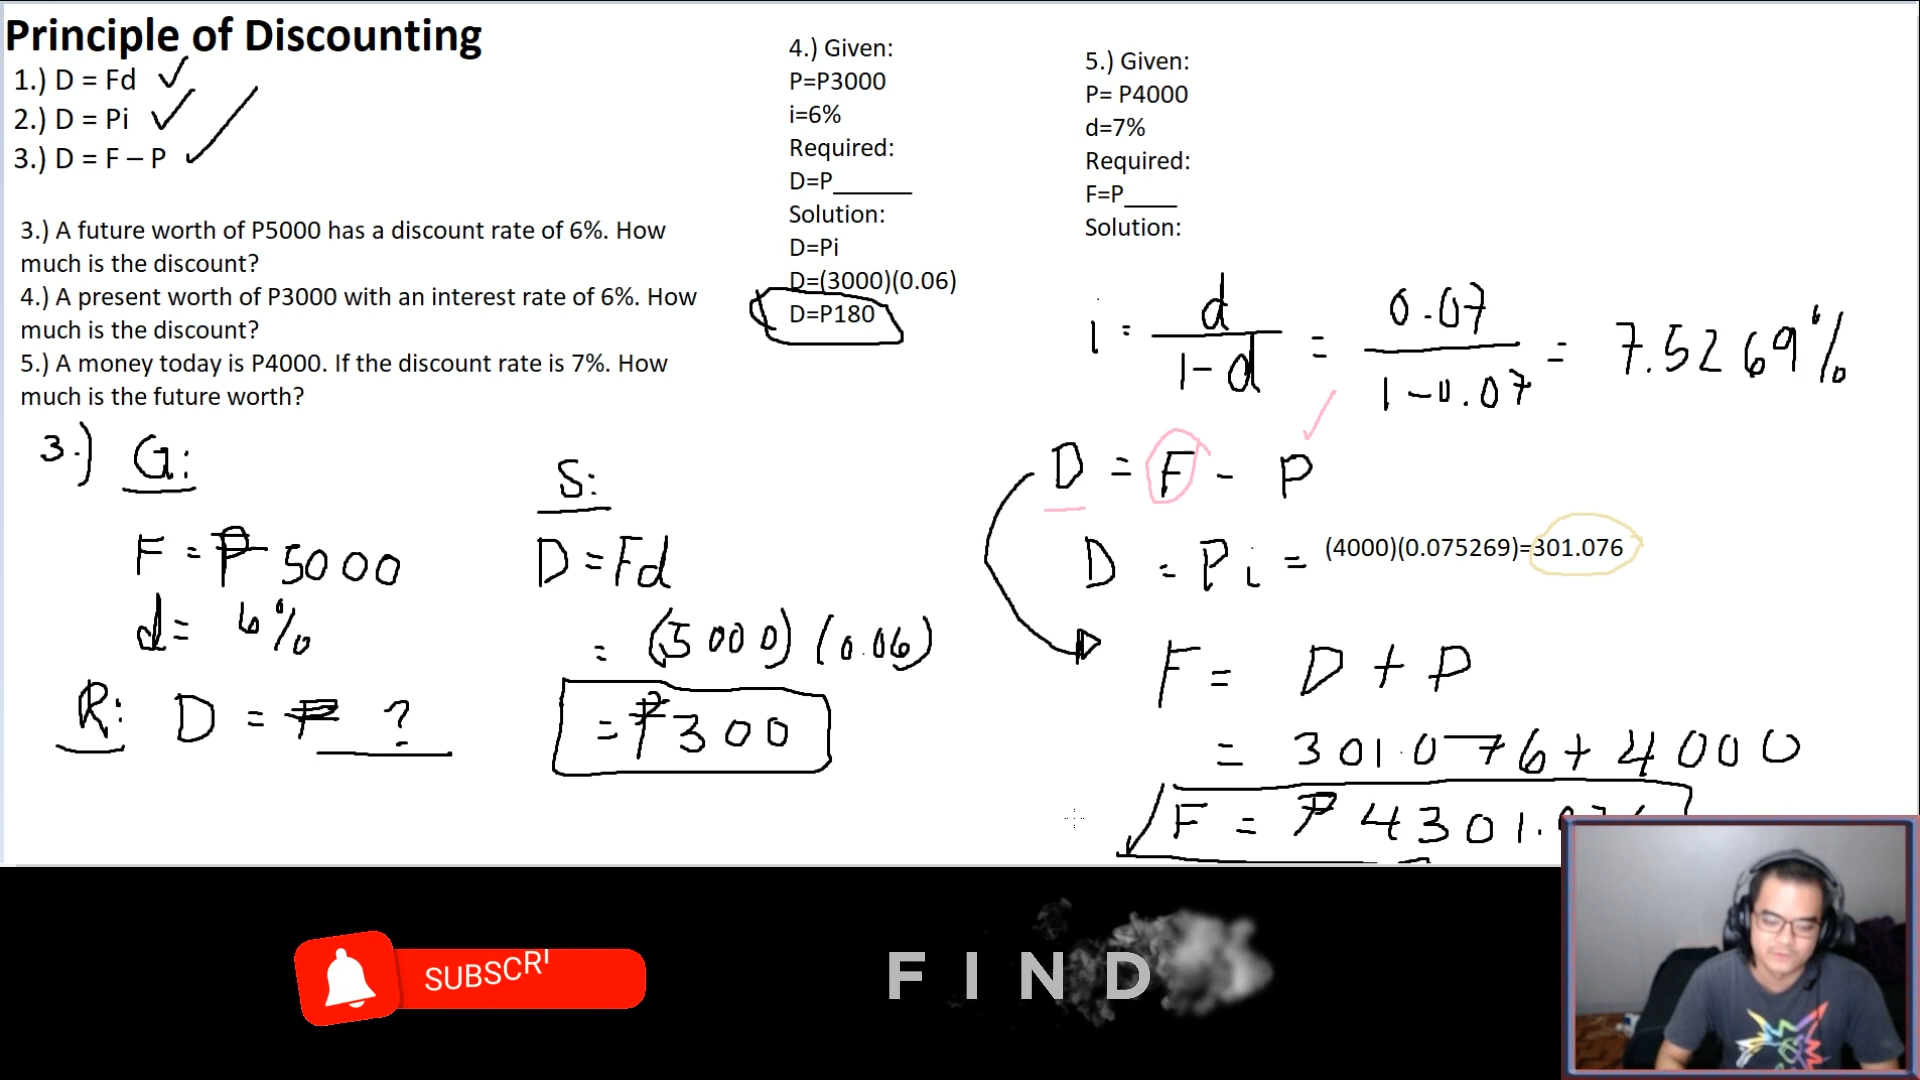 Principle of Discounting
1.) D = Fd ✓
2.) D = Pi ✓
3.) D = F – P ✓
3.) A future worth of P5000 has a discount rate of 6%. How
much is the discount?
4.) A present worth of P3000 with an interest rate of 6%. How
much is the discount?
5.) A money today is P4000. If the discount rate is 7%. How
much is the future worth?
3.) G:
F = ₱ 5000
d = 6%
R: D = ₱ ?
S:
D = Fd
= (5000) (0.06)
= ₱300
4.) Given:
P=P3000
i=6%
Required:
D=P______
Solution:
D=Pi
D=(3000)(0.06)
D=P180
5.) Given:
P= P4000
d=7%
Required:
F=P____
Solution:
i = d / 1-d = 0.07 / 1-0.07 = 7.5269%
D = F - P
D = Pi = (4000)(0.075269)=301.076
F = D + P
= 301.076 + 4000
F = ₱ 4301.
SUBSCRI
FIND